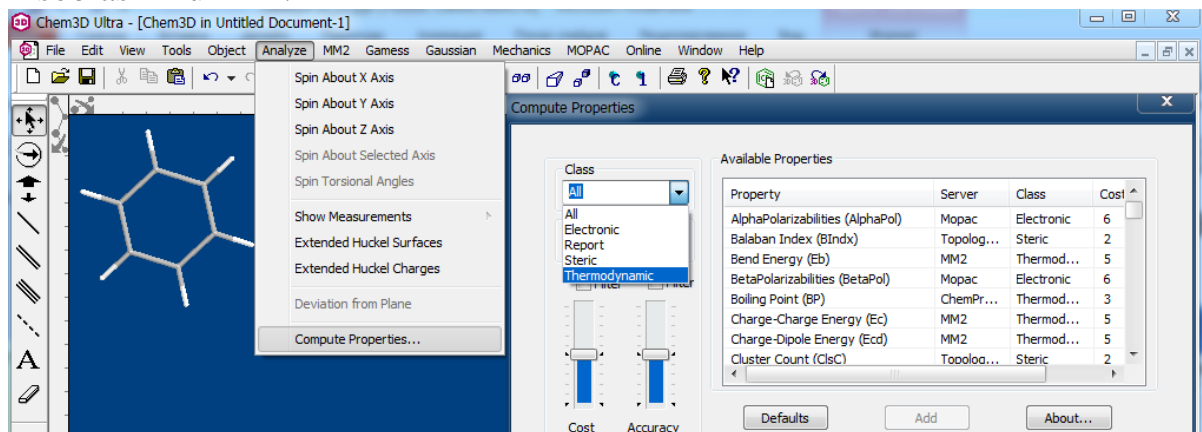 Chem3D Ultra - [Chem3D in Untitled Document-1]
File Edit View Tools Object Analyze MM2 Gamess Gaussian Mechanics MOPAC Online Window Help
Spin About X Axis
Spin About Y Axis
Spin About Z Axis
Spin About Selected Axis
Spin Torsional Angles
Show Measurements
Extended Huckel Surfaces
Extended Huckel Charges
Deviation from Plane
Compute Properties...
A
Compute Properties
Class
All
All
Electronic
Report
Steric
Thermodynamic
Filter Filter
Cost Accuracy
Available Properties
Property Server Class Cost
AlphaPolarizabilities (AlphaPol) Mopac Electronic 6
Balaban Index (BIndx) Topolog... Steric 2
Bend Energy (Eb) MM2 Thermod... 5
BetaPolarizabilities (BetaPol) Mopac Electronic 6
Boiling Point (BP) ChemPr... Thermod... 3
Charge-Charge Energy (Ec) MM2 Thermod... 5
Charge-Dipole Energy (Ecd) MM2 Thermod... 5
Cluster Count (ClsC) Topolog... Steric 2
Defaults Add About...